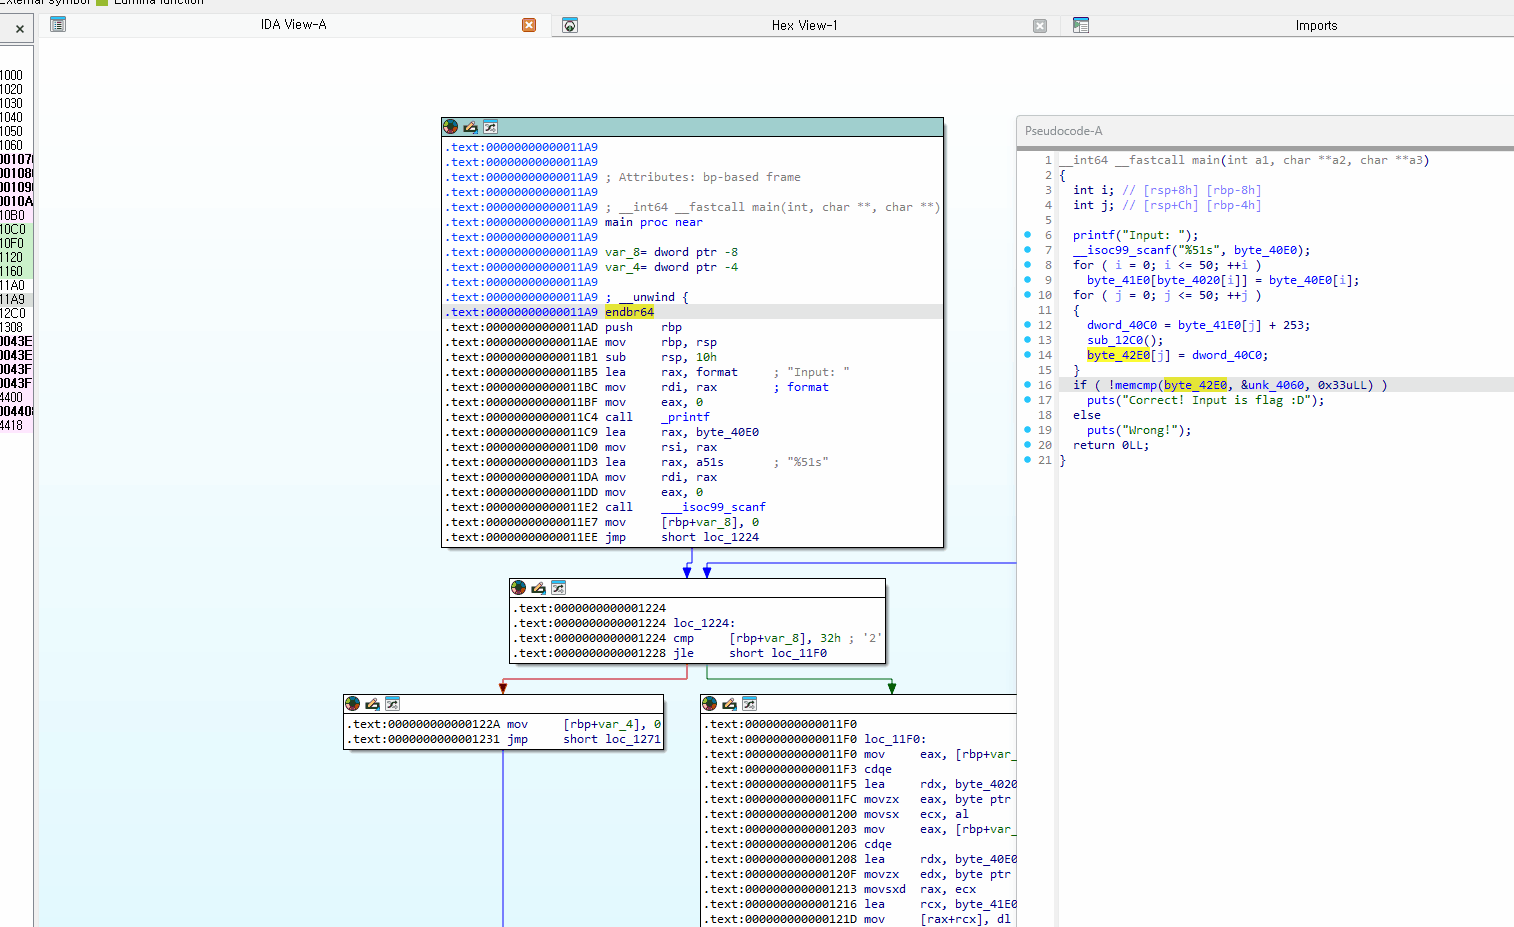 External symbol Lumina function
IDA View-A
Hex View-1
Imports
1000
1020
1030
1040
1050
1060
00107
00108
00109
0010A
10B0
10C0
10F0
1120
1160
11A0
11A9
12C0
1308
0043E
0043E
0043F
0043F
4400
00440
4418
.text:00000000000011A9
.text:00000000000011A9
.text:00000000000011A9 ; Attributes: bp-based frame
.text:00000000000011A9
.text:00000000000011A9 ; __int64 __fastcall main(int, char **, char **)
.text:00000000000011A9 main proc near
.text:00000000000011A9
.text:00000000000011A9 var_8= dword ptr -8
.text:00000000000011A9 var_4= dword ptr -4
.text:00000000000011A9
.text:00000000000011A9 ; __unwind {
.text:00000000000011A9 endbr64
.text:00000000000011AD push    rbp
.text:00000000000011AE mov     rbp, rsp
.text:00000000000011B1 sub     rsp, 10h
.text:00000000000011B5 lea     rax, format     ; "Input: "
.text:00000000000011BC mov     rdi, rax        ; format
.text:00000000000011BF mov     eax, 0
.text:00000000000011C4 call    _printf
.text:00000000000011C9 lea     rax, byte_40E0
.text:00000000000011D0 mov     rsi, rax
.text:00000000000011D3 lea     rax, a51s       ; "%51s"
.text:00000000000011DA mov     rdi, rax
.text:00000000000011DD mov     eax, 0
.text:00000000000011E2 call    ___isoc99_scanf
.text:00000000000011E7 mov     [rbp+var_8], 0
.text:00000000000011EE jmp     short loc_1224
.text:0000000000001224
.text:0000000000001224 loc_1224:
.text:0000000000001224 cmp     [rbp+var_8], 32h ; '2'
.text:0000000000001228 jle     short loc_11F0
.text:000000000000122A mov     [rbp+var_4], 0
.text:0000000000001231 jmp     short loc_1271
.text:00000000000011F0
.text:00000000000011F0 loc_11F0:
.text:00000000000011F0 mov     eax, [rbp+var_
.text:00000000000011F3 cdqe
.text:00000000000011F5 lea     rdx, byte_4020
.text:00000000000011FC movzx   eax, byte ptr
.text:0000000000001200 movsx   ecx, al
.text:0000000000001203 mov     eax, [rbp+var_
.text:0000000000001206 cdqe
.text:0000000000001208 lea     rdx, byte_40E0
.text:000000000000120F movzx   edx, byte ptr
.text:0000000000001213 movsxd  rax, ecx
.text:0000000000001216 lea     rcx, byte_41E0
.text:000000000000121D mov     [rax+rcx], dl
Pseudocode-A
1 __int64 __fastcall main(int a1, char **a2, char **a3)
2 {
3   int i; // [rsp+8h] [rbp-8h]
4   int j; // [rsp+Ch] [rbp-4h]
5
6   printf("Input: ");
7   __isoc99_scanf("%51s", byte_40E0);
8   for ( i = 0; i <= 50; ++i )
9     byte_41E0[byte_4020[i]] = byte_40E0[i];
10   for ( j = 0; j <= 50; ++j )
11   {
12     dword_40C0 = byte_41E0[j] + 253;
13     sub_12C0();
14     byte_42E0[j] = dword_40C0;
15   }
16   if ( !memcmp(byte_42E0, &unk_4060, 0x33uLL) )
17     puts("Correct! Input is flag :D");
18   else
19     puts("Wrong!");
20   return 0LL;
21 }